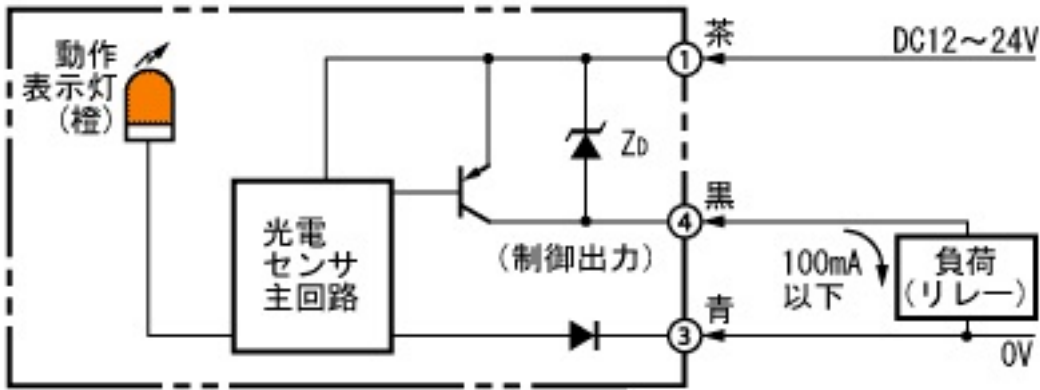 動作
表示灯
(橙)
光電
センサ
主回路
ZD
(制御出力)
①
茶
DC12～24V
④
黒
100mA
以下
負荷
(リレー)
③
青
0V